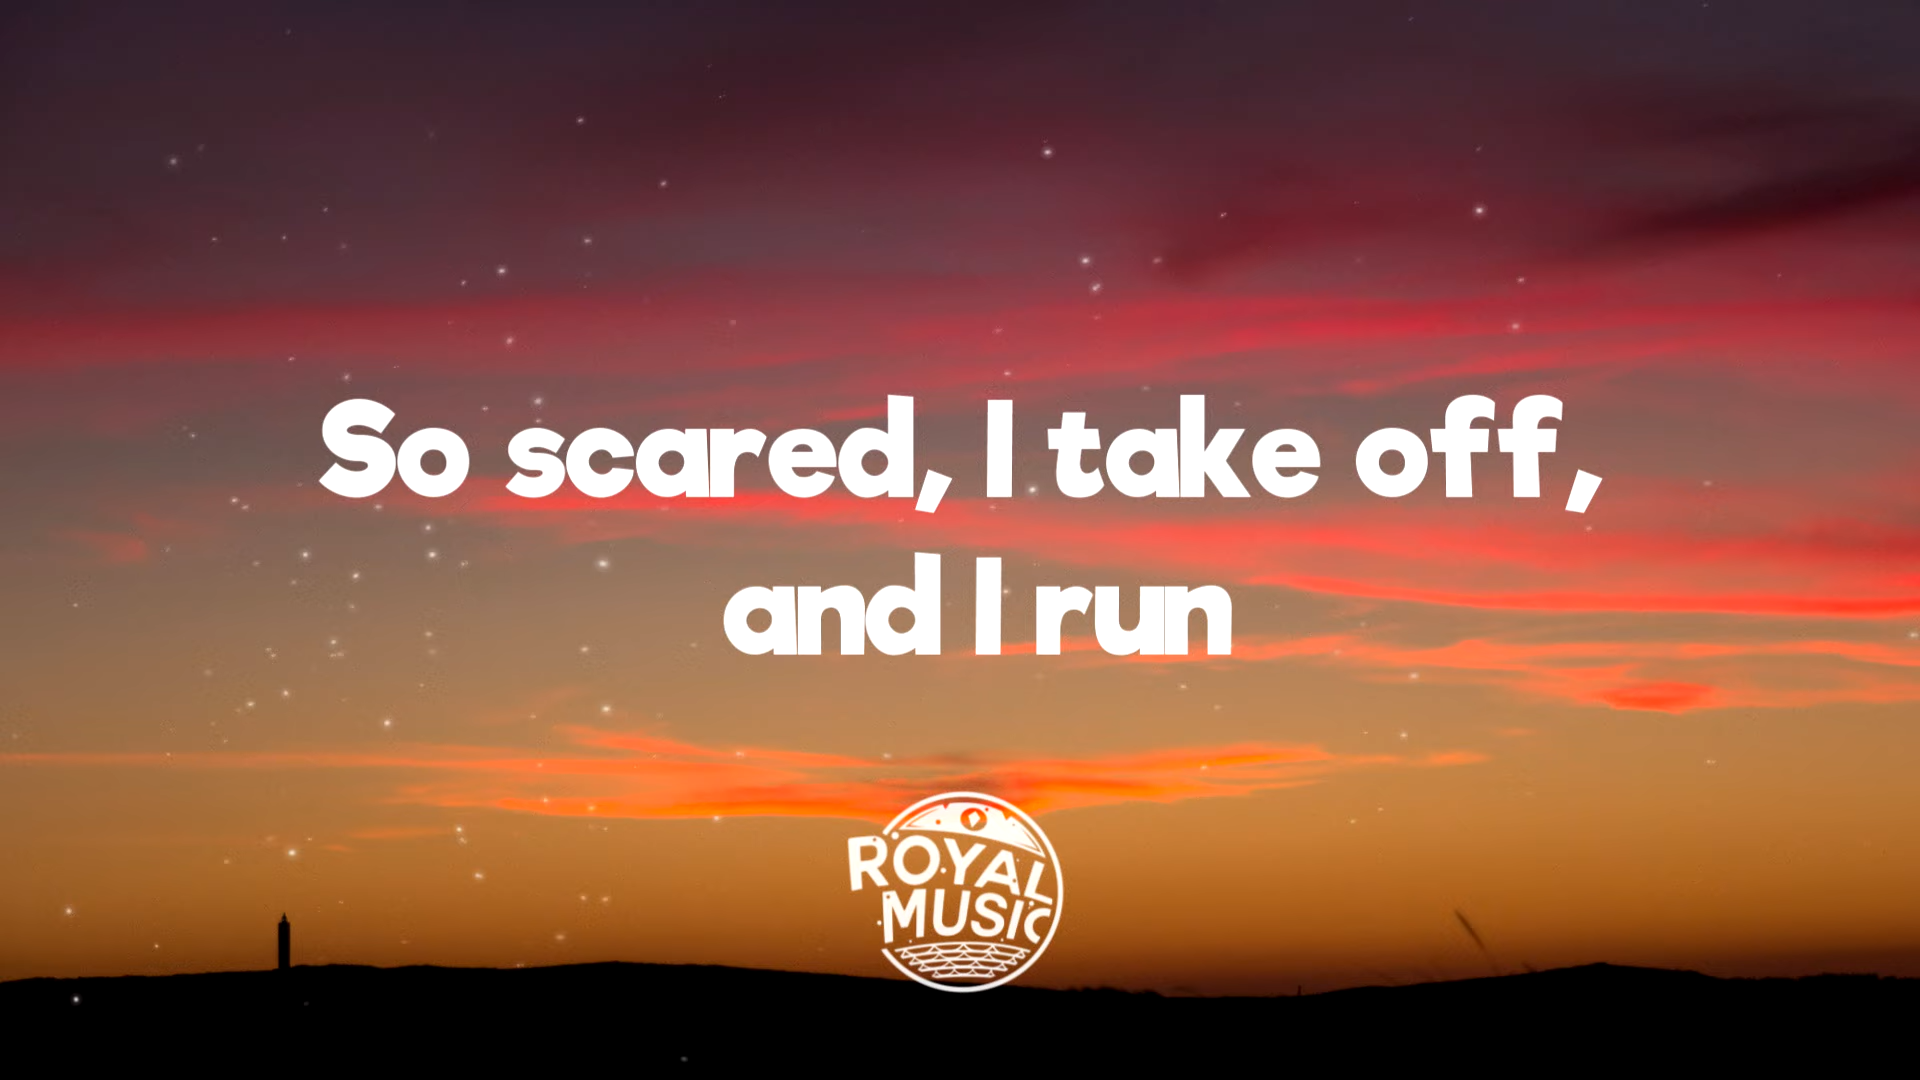 So scared, I take off,
and I run
ROYAL
MUSIC